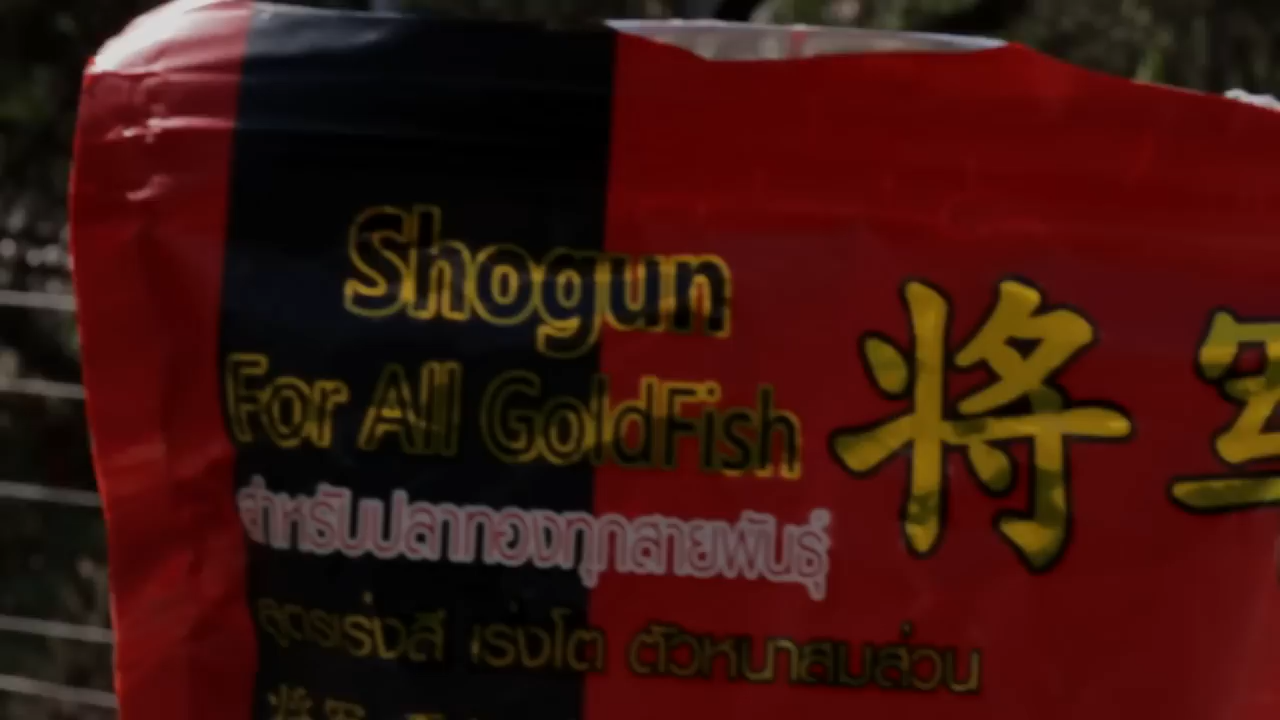 Shogun
For All GoldFish
将
สำหรับปลาทองทุกสายพันธุ์
สูตรเร่งสี เร่งโต ตัวหนาสมส่วน